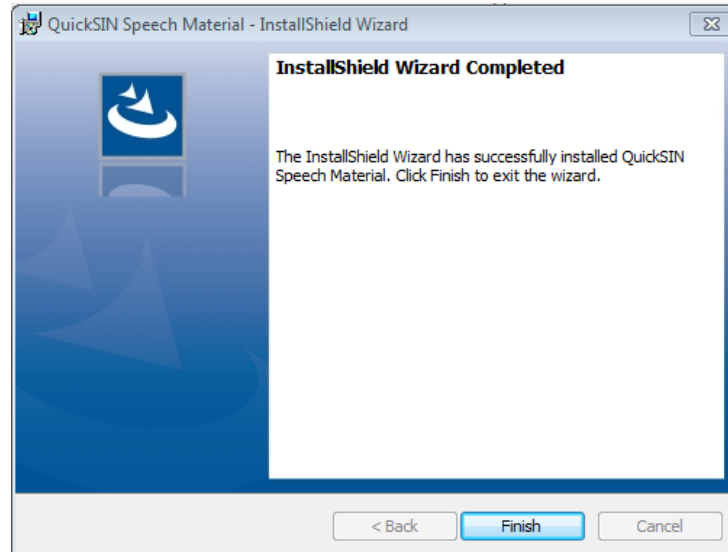 QuickSIN Speech Material - InstallShield Wizard
InstallShield Wizard Completed
The InstallShield Wizard has successfully installed QuickSIN
Speech Material. Click Finish to exit the wizard.
< Back Finish Cancel